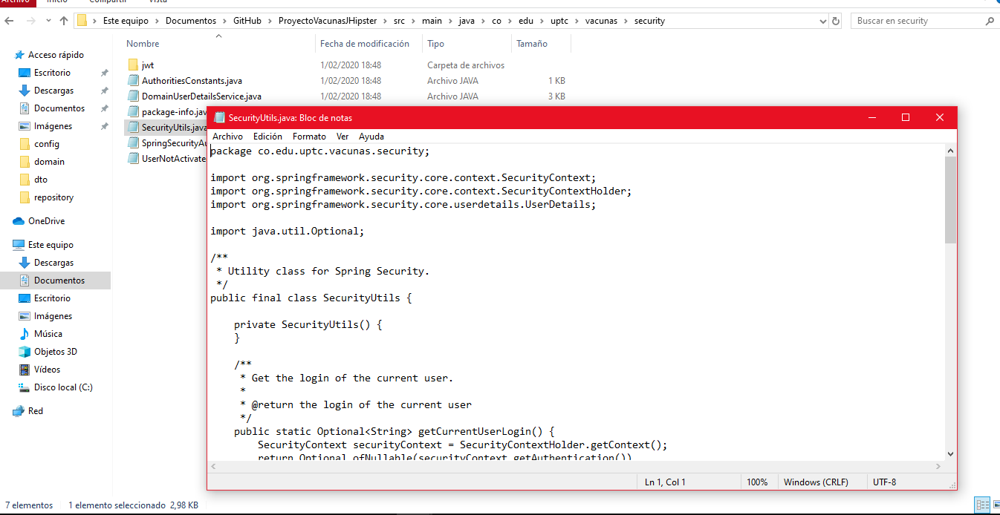 Archivo Inicio Compartir Vista
Este equipo > Documentos > GitHub > ProyectoVacunasJHipster > src > main > java > co > edu > uptc > vacunas > security
Buscar en security
Nombre Fecha de modificación Tipo Tamaño
Acceso rápido
Escritorio
Descargas
Documentos
Imágenes
config
domain
dto
repository
OneDrive
Este equipo
Descargas
Documentos
Escritorio
Imágenes
Música
Objetos 3D
Vídeos
Disco local (C:)
Red
jwt 1/02/2020 18:48 Carpeta de archivos
AuthoritiesConstants.java 1/02/2020 18:48 Archivo JAVA 1 KB
DomainUserDetailsService.java 1/02/2020 18:48 Archivo JAVA 3 KB
package-info.jav
SecurityUtils.java
SpringSecurityAu
UserNotActivate
SecurityUtils.java: Bloc de notas
Archivo Edición Formato Ver Ayuda
package co.edu.uptc.vacunas.security;
import org.springframework.security.core.context.SecurityContext;
import org.springframework.security.core.context.SecurityContextHolder;
import org.springframework.security.core.userdetails.UserDetails;
import java.util.Optional;
/**
* Utility class for Spring Security.
*/
public final class SecurityUtils {
private SecurityUtils() {
}
/**
* Get the login of the current user.
*
* @return the login of the current user
*/
public static Optional<String> getCurrentUserLogin() {
SecurityContext securityContext = SecurityContextHolder.getContext();
return Optional.ofNullable(securityContext.getAuthentication())
Ln 1, Col 1 100% Windows (CRLF) UTF-8
7 elementos 1 elemento seleccionado 2,98 KB